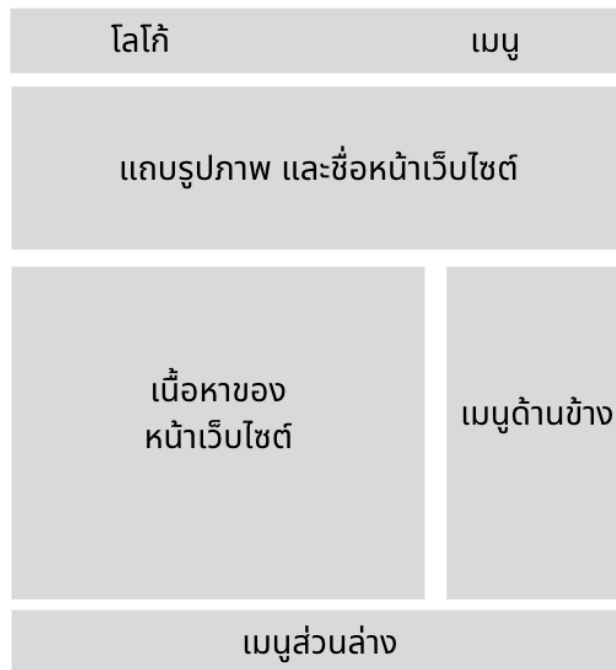 โลโก้ เมนู
แถบรูปภาพ และชื่อหน้าเว็บไซต์
เนื้อหาของ
หน้าเว็บไซต์
เมนูด้านข้าง
เมนูส่วนล่าง